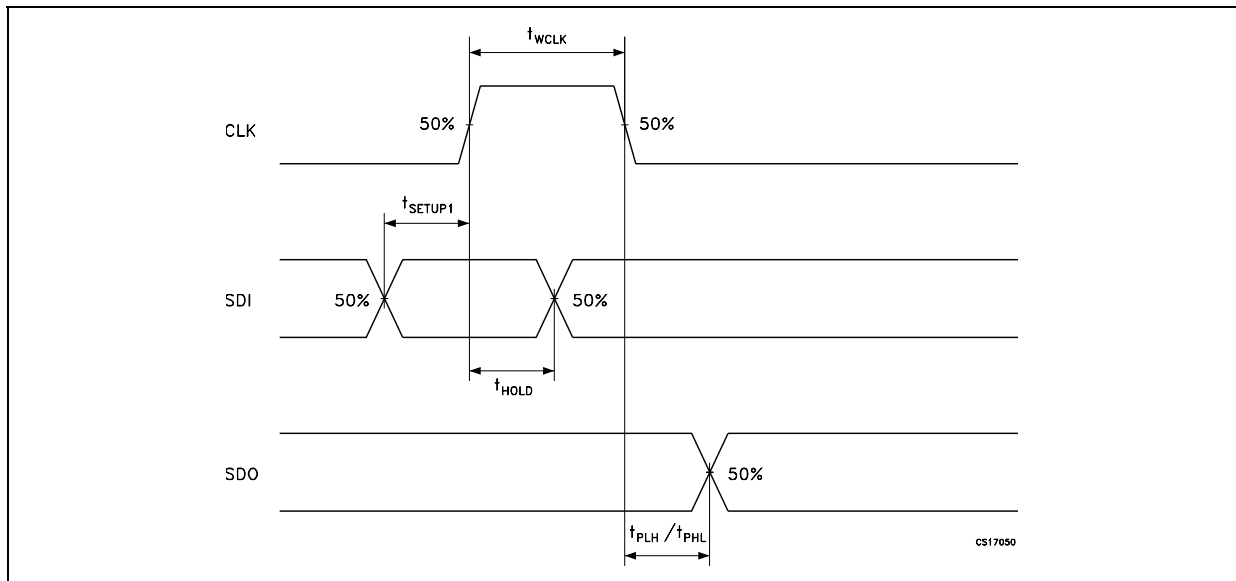 tWCLK
CLK
50%
50%
tSETUP1
SDI
50%
50%
tHOLD
SDO
50%
tPLH /tPHL
CS17050